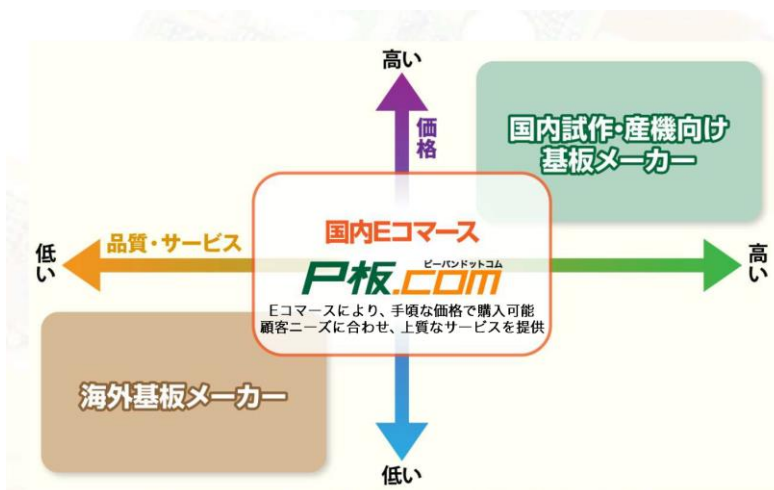 高い
価格
国内試作・産機向け
基板メーカー
品質・サービス
低い
高い
国内Eコマース
ピーバンドットコム
P板.com
Eコマースにより、手頃な価格で購入可能
顧客ニーズに合わせ、上質なサービスを提供
海外基板メーカー
低い